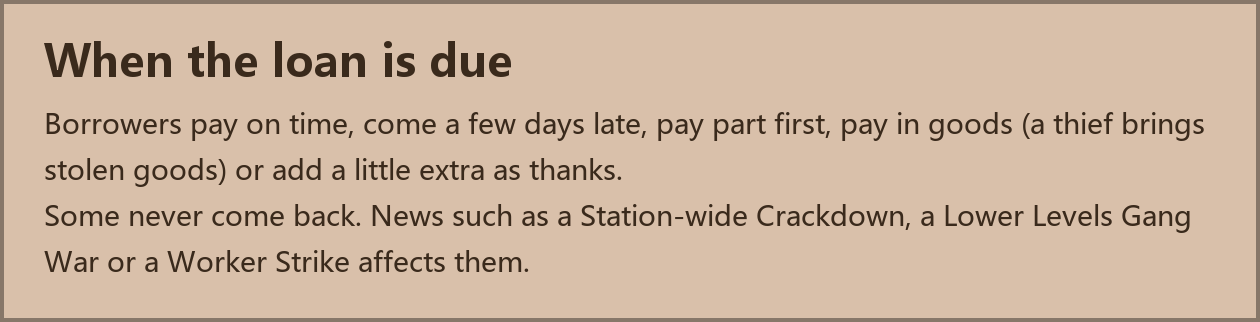 When the loan is due
Borrowers pay on time, come a few days late, pay part first, pay in goods (a thief brings
stolen goods) or add a little extra as thanks.
Some never come back. News such as a Station-wide Crackdown, a Lower Levels Gang
War or a Worker Strike affects them.